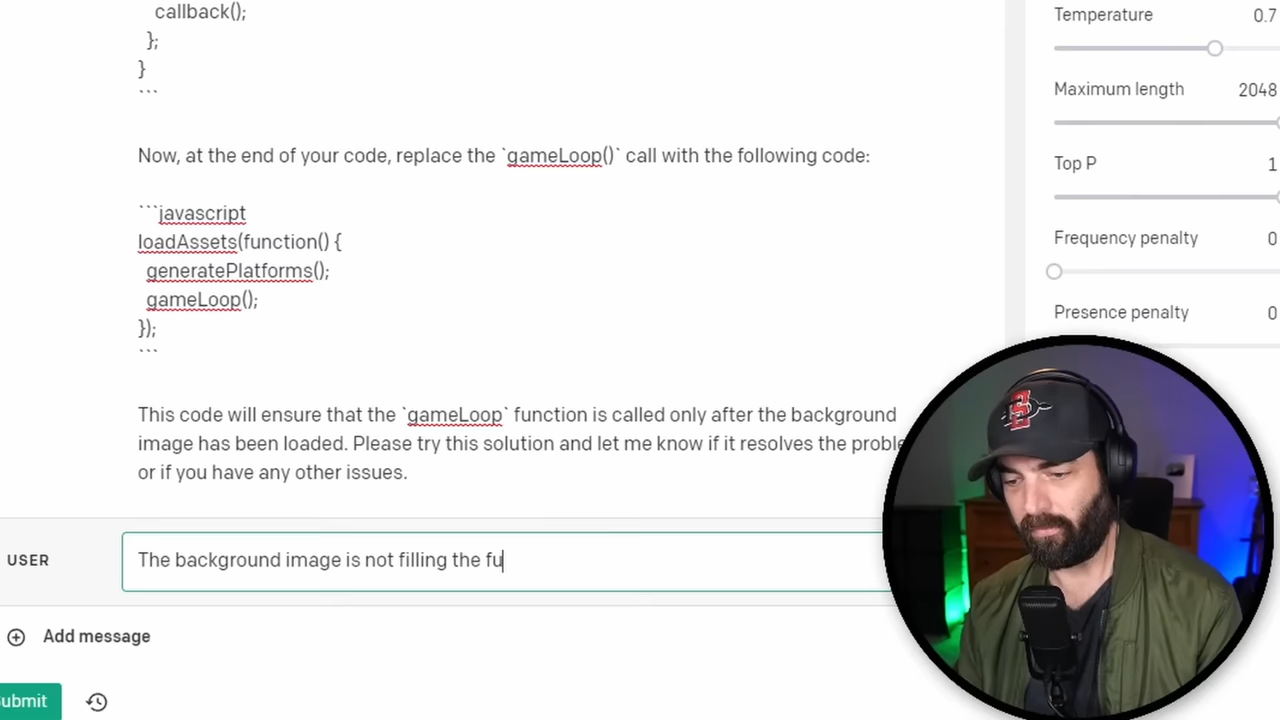 callback();
};
}
```
Now, at the end of your code, replace the `gameLoop()` call with the following code:
```javascript
loadAssets(function() {
generatePlatforms();
gameLoop();
});
```
This code will ensure that the `gameLoop` function is called only after the background
image has been loaded. Please try this solution and let me know if it resolves the
or if you have any other issues.
USER
The background image is not filling the fu
Add message
Temperature 0.7
Maximum length 2048
Top P 1
Frequency penalty 0
Presence penalty 0